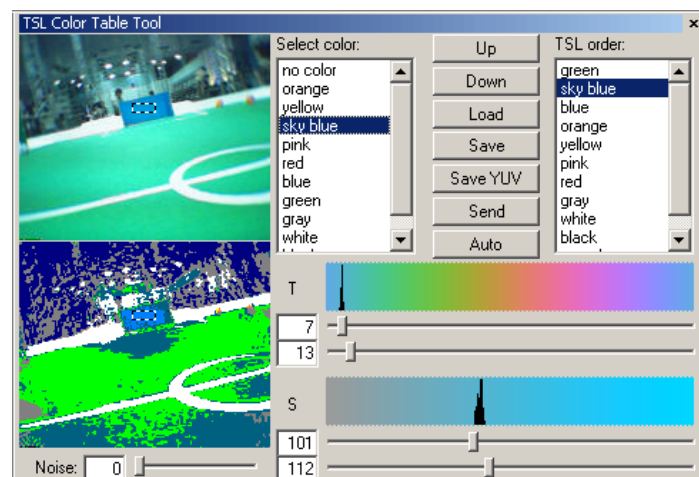 TSL Color Table Tool
Select color:
no color
orange
yellow
sky blue
pink
red
blue
green
gray
white
Up
Down
Load
Save
Save YUV
Send
Auto
TSL order:
green
sky blue
blue
orange
yellow
pink
red
gray
white
black
T
7
13
S
101
112
Noise: 0